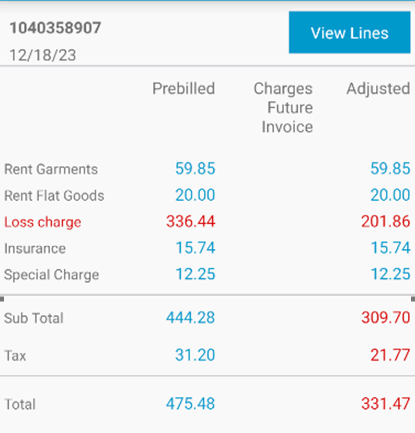 1040358907
View Lines
12/18/23
Prebilled Charges Adjusted
Future
Invoice
Rent Garments 59.85 59.85
Rent Flat Goods 20.00 20.00
Loss charge 336.44 201.86
Insurance 15.74 15.74
Special Charge 12.25 12.25
Sub Total 444.28 309.70
Tax 31.20 21.77
Total 475.48 331.47